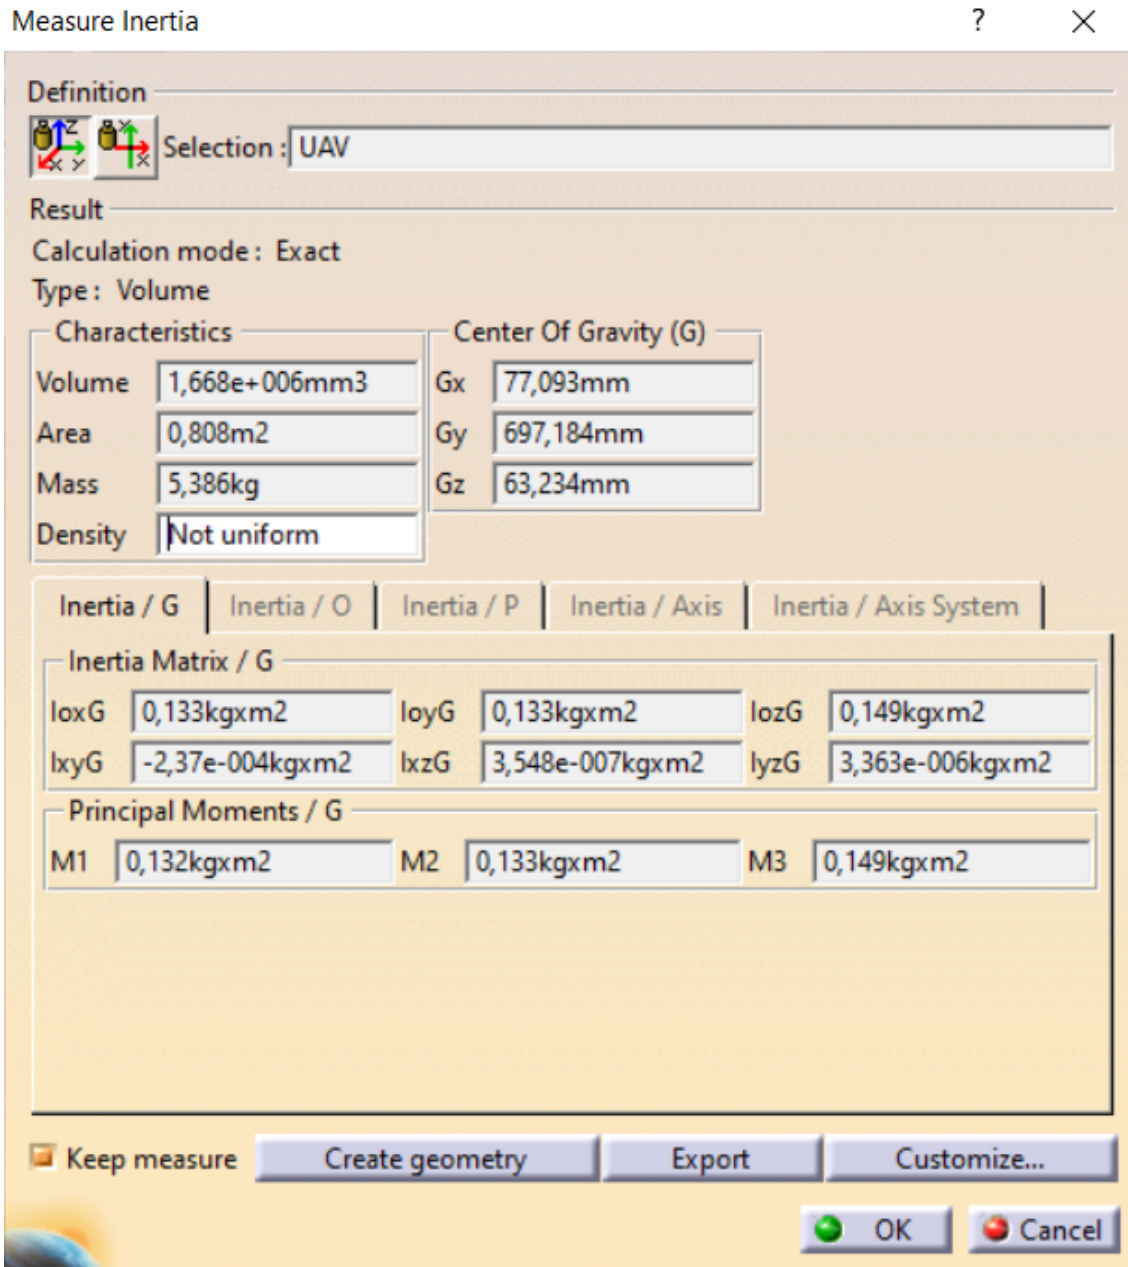 Measure Inertia ? ×
Definition
Selection : UAV
Result
Calculation mode : Exact
Type : Volume
Characteristics
Volume 1,668e+006mm3
Area 0,808m2
Mass 5,386kg
Density Not uniform
Center Of Gravity (G)
Gx 77,093mm
Gy 697,184mm
Gz 63,234mm
Inertia / G Inertia / O Inertia / P Inertia / Axis Inertia / Axis System
Inertia Matrix / G
IoxG 0,133kgxm2 IoyG 0,133kgxm2 IozG 0,149kgxm2
IxyG -2,37e-004kgxm2 IxzG 3,548e-007kgxm2 IyzG 3,363e-006kgxm2
Principal Moments / G
M1 0,132kgxm2 M2 0,133kgxm2 M3 0,149kgxm2
Keep measure Create geometry Export Customize...
OK Cancel